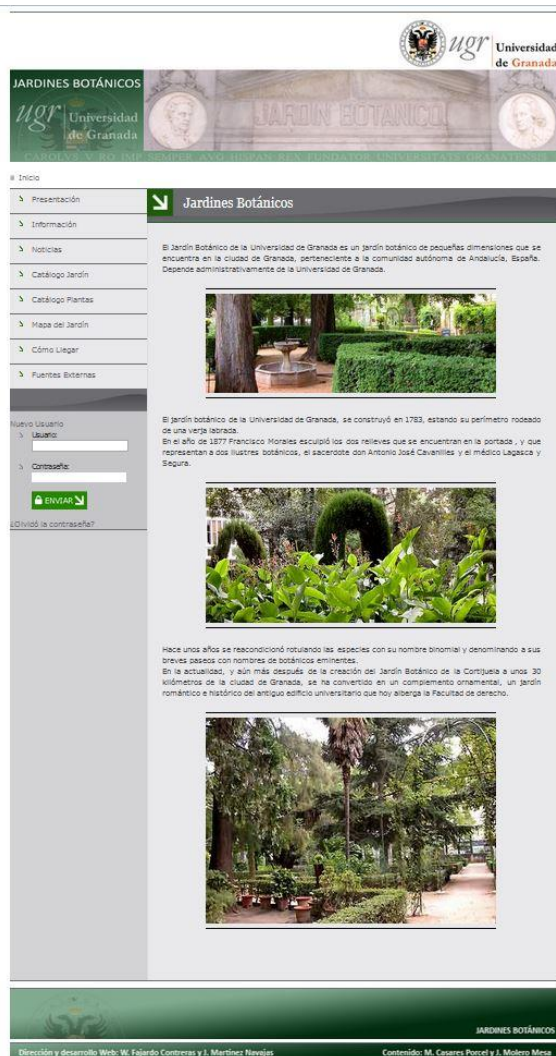 ugr Universidad
de Granada
JARDINES BOTÁNICOS
ugr Universidad
de Granada
JARDIN BOTANICO
Inicio
Presentación
Información
Noticias
Catálogo Jardín
Catálogo Plantas
Mapa del Jardín
Cómo Llegar
Fuentes Externas
Nuevo Usuario
Usuario:
Contraseña:
ENVIAR
¿Olvidó la contraseña?
Jardines Botánicos
El Jardín Botánico de la Universidad de Granada es un jardín botánico de pequeñas dimensiones que se
encuentra en la ciudad de Granada, perteneciente a la comunidad autónoma de Andalucía, España.
Depende administrativamente de la Universidad de Granada.
El jardín botánico de la Universidad de Granada, se construyó en 1783, estando su perímetro rodeado
de una verja labrada.
En el año de 1877 Francisco Morales esculpió los dos relieves que se encuentran en la portada , y que
representan a dos ilustres botánicos, el sacerdote don Antonio José Cavanilles y el médico Lagasca y
Segura.
Hace unos años se reacondicionó rotulando las especies con su nombre binomial y denominando a sus
breves paseos con nombres de botánicos eminentes.
En la actualidad, y aún más después de la creación del Jardín Botánico de la Cortijuela a unos 30
kilómetros de la ciudad de Granada, se ha convertido en un complemento ornamental, un jardín
romántico e histórico del antiguo edificio universitario que hoy alberga la Facultad de derecho.
JARDINES BOTÁNICOS
Dirección y desarrollo Web: W. Fajardo Contreras y J. Martínez Navajas
Contenido: M. Casares Porcel y J. Molero Mesa